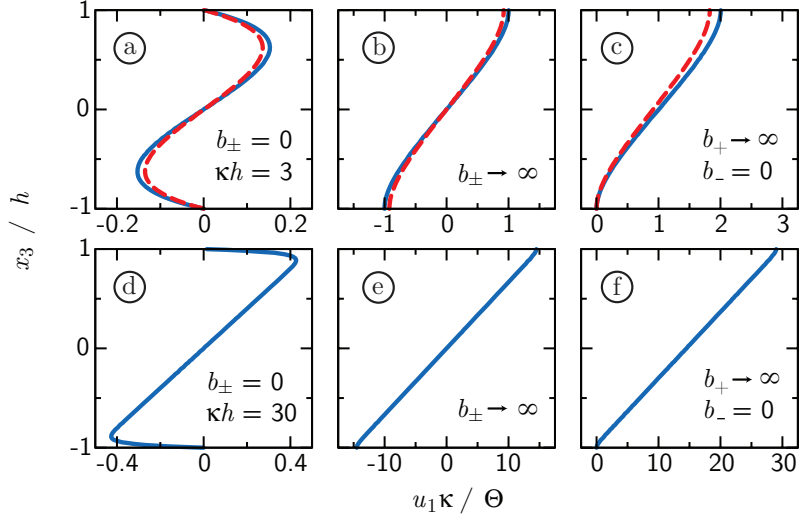 1
0
-1
a
b± = 0
κh = 3
-0.2
0
0.2
b
b± → ∞
-1
0
1
c
b+ → ∞
b- = 0
0
1
2
3
x3 / h
1
0
-1
d
b± = 0
κh = 30
-0.4
0
0.4
e
b± → ∞
-10
0
10
f
b+ → ∞
b- = 0
0
10
20
30
u1κ / Θ